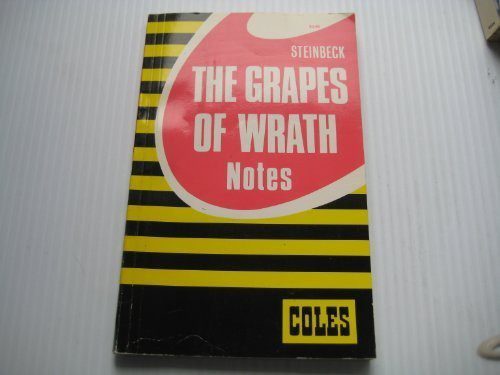 STEINBECK
THE GRAPES
OF WRATH
Notes
COLES